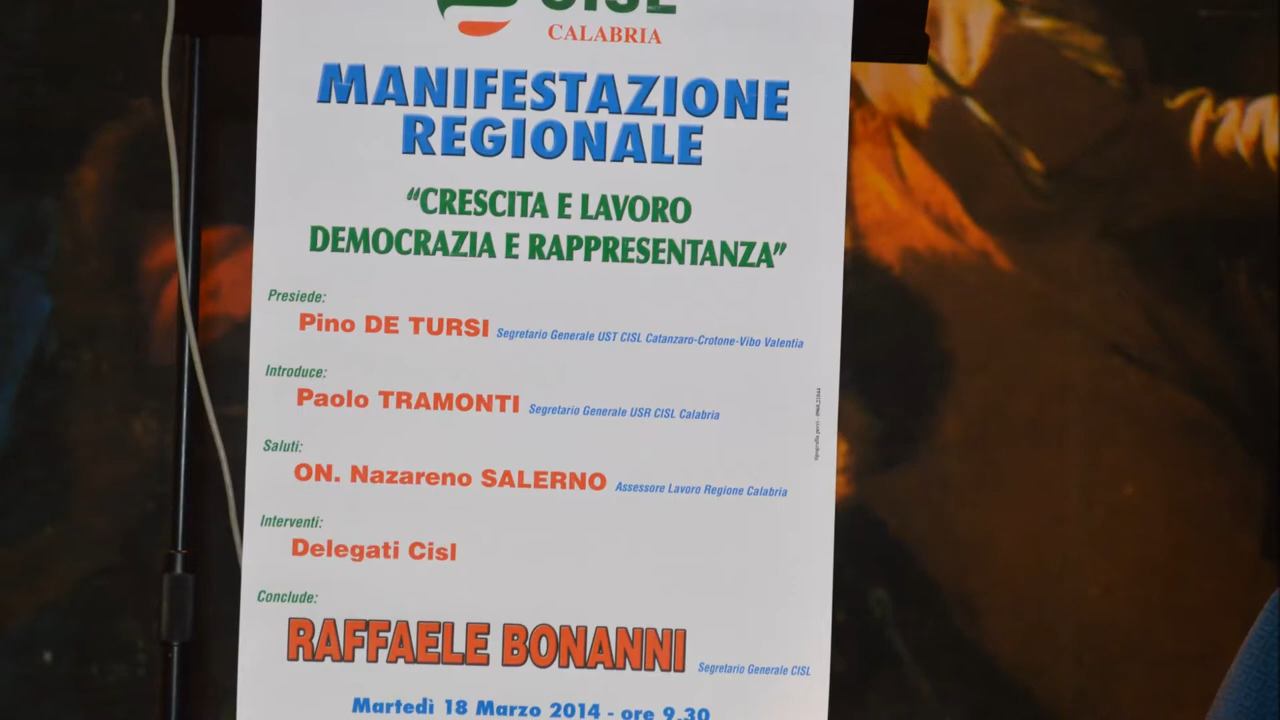 CISL
CALABRIA
MANIFESTAZIONE
REGIONALE
“CRESCITA E LAVORO
DEMOCRAZIA E RAPPRESENTANZA”
Presiede:
Pino DE TURSI Segretario Generale UST CISL Catanzaro-Crotone-Vibo Valentia
Introduce:
Paolo TRAMONTI Segretario Generale USR CISL Calabria
Saluti:
ON. Nazareno SALERNO Assessore Lavoro Regione Calabria
Interventi:
Delegati Cisl
Conclude:
RAFFAELE BONANNI Segretario Generale CISL
Martedì 18 Marzo 2014 - ore 9.30